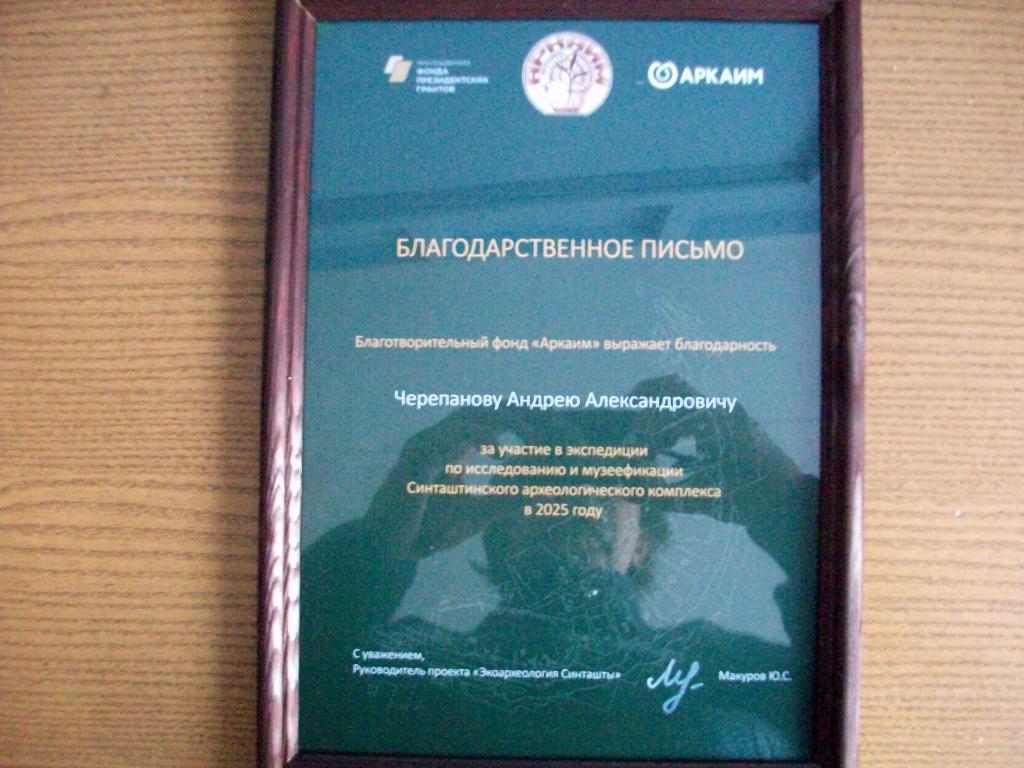 ФОНДА
ПРЕЗИДЕНТСКИХ
ГРАНТОВ
АРКАИМ
БЛАГОДАРСТВЕННОЕ ПИСЬМО
Благотворительный фонд «Аркаим» выражает благодарность
Черепанову Андрею Александровичу
за участие в экспедиции
по исследованию и музеефикации
Синташтинского археологического комплекса
в 2025 году
С уважением,
Руководитель проекта «Экоархеология Синташты»
Макуров Ю.С.